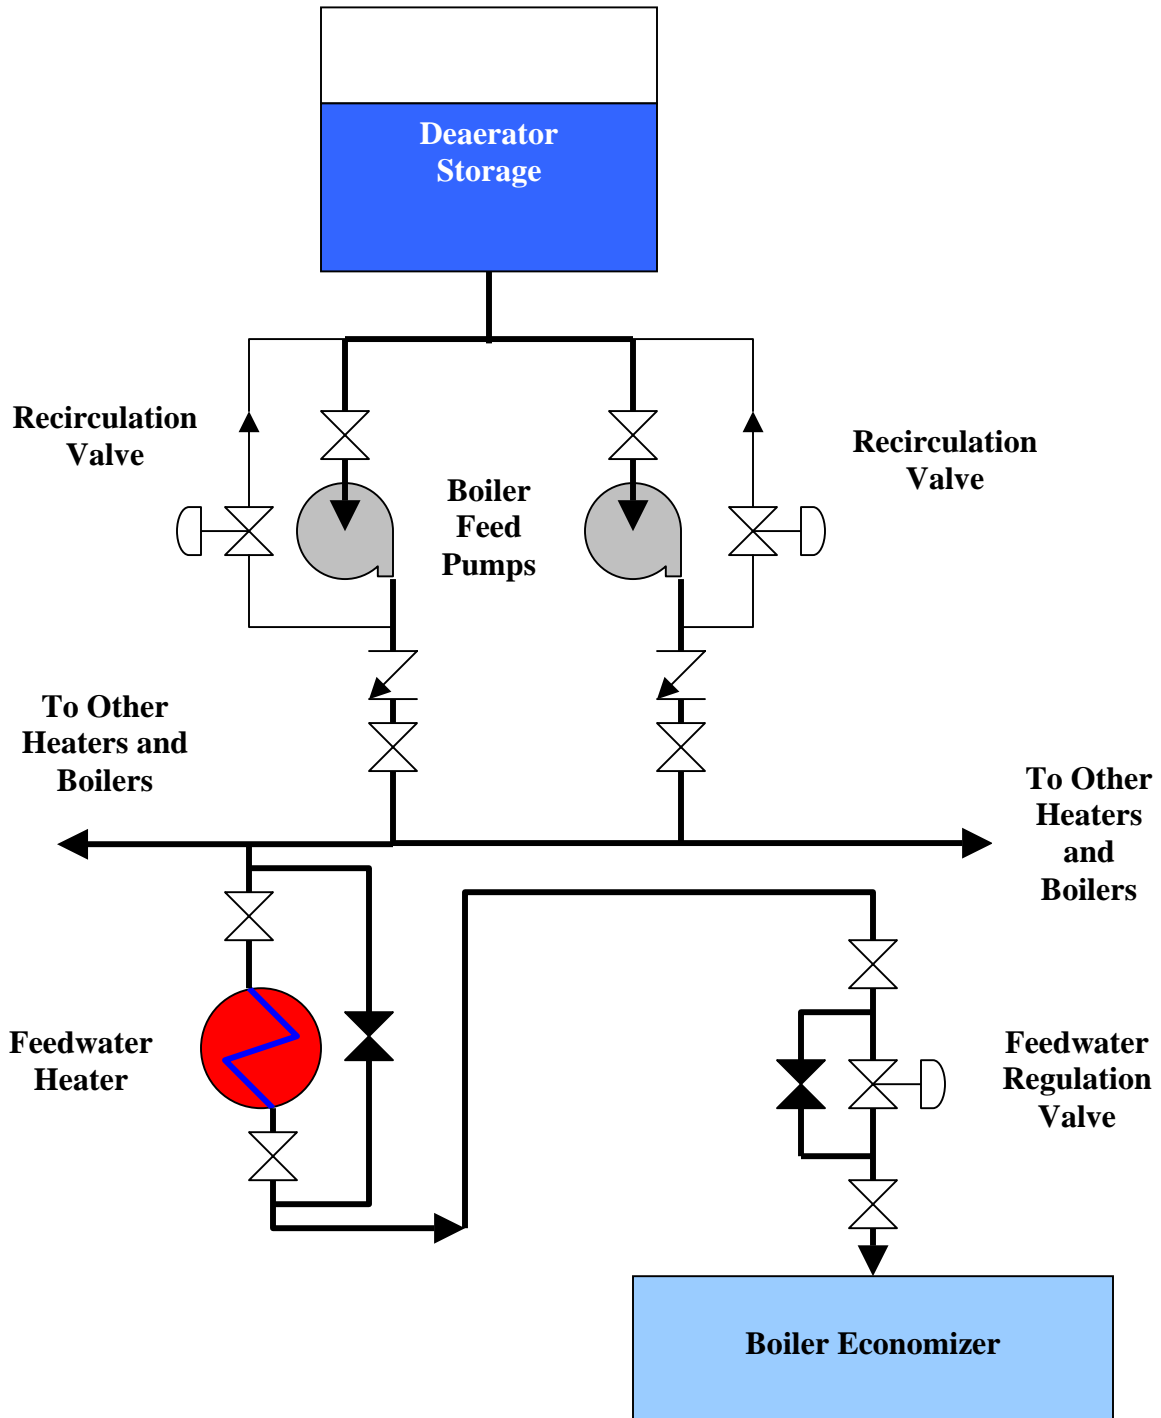 Deaerator
Storage
Recirculation
Valve
Recirculation
Valve
Boiler
Feed
Pumps
To Other
Heaters and
Boilers
To Other
Heaters
and
Boilers
Feedwater
Heater
Feedwater
Regulation
Valve
Boiler Economizer